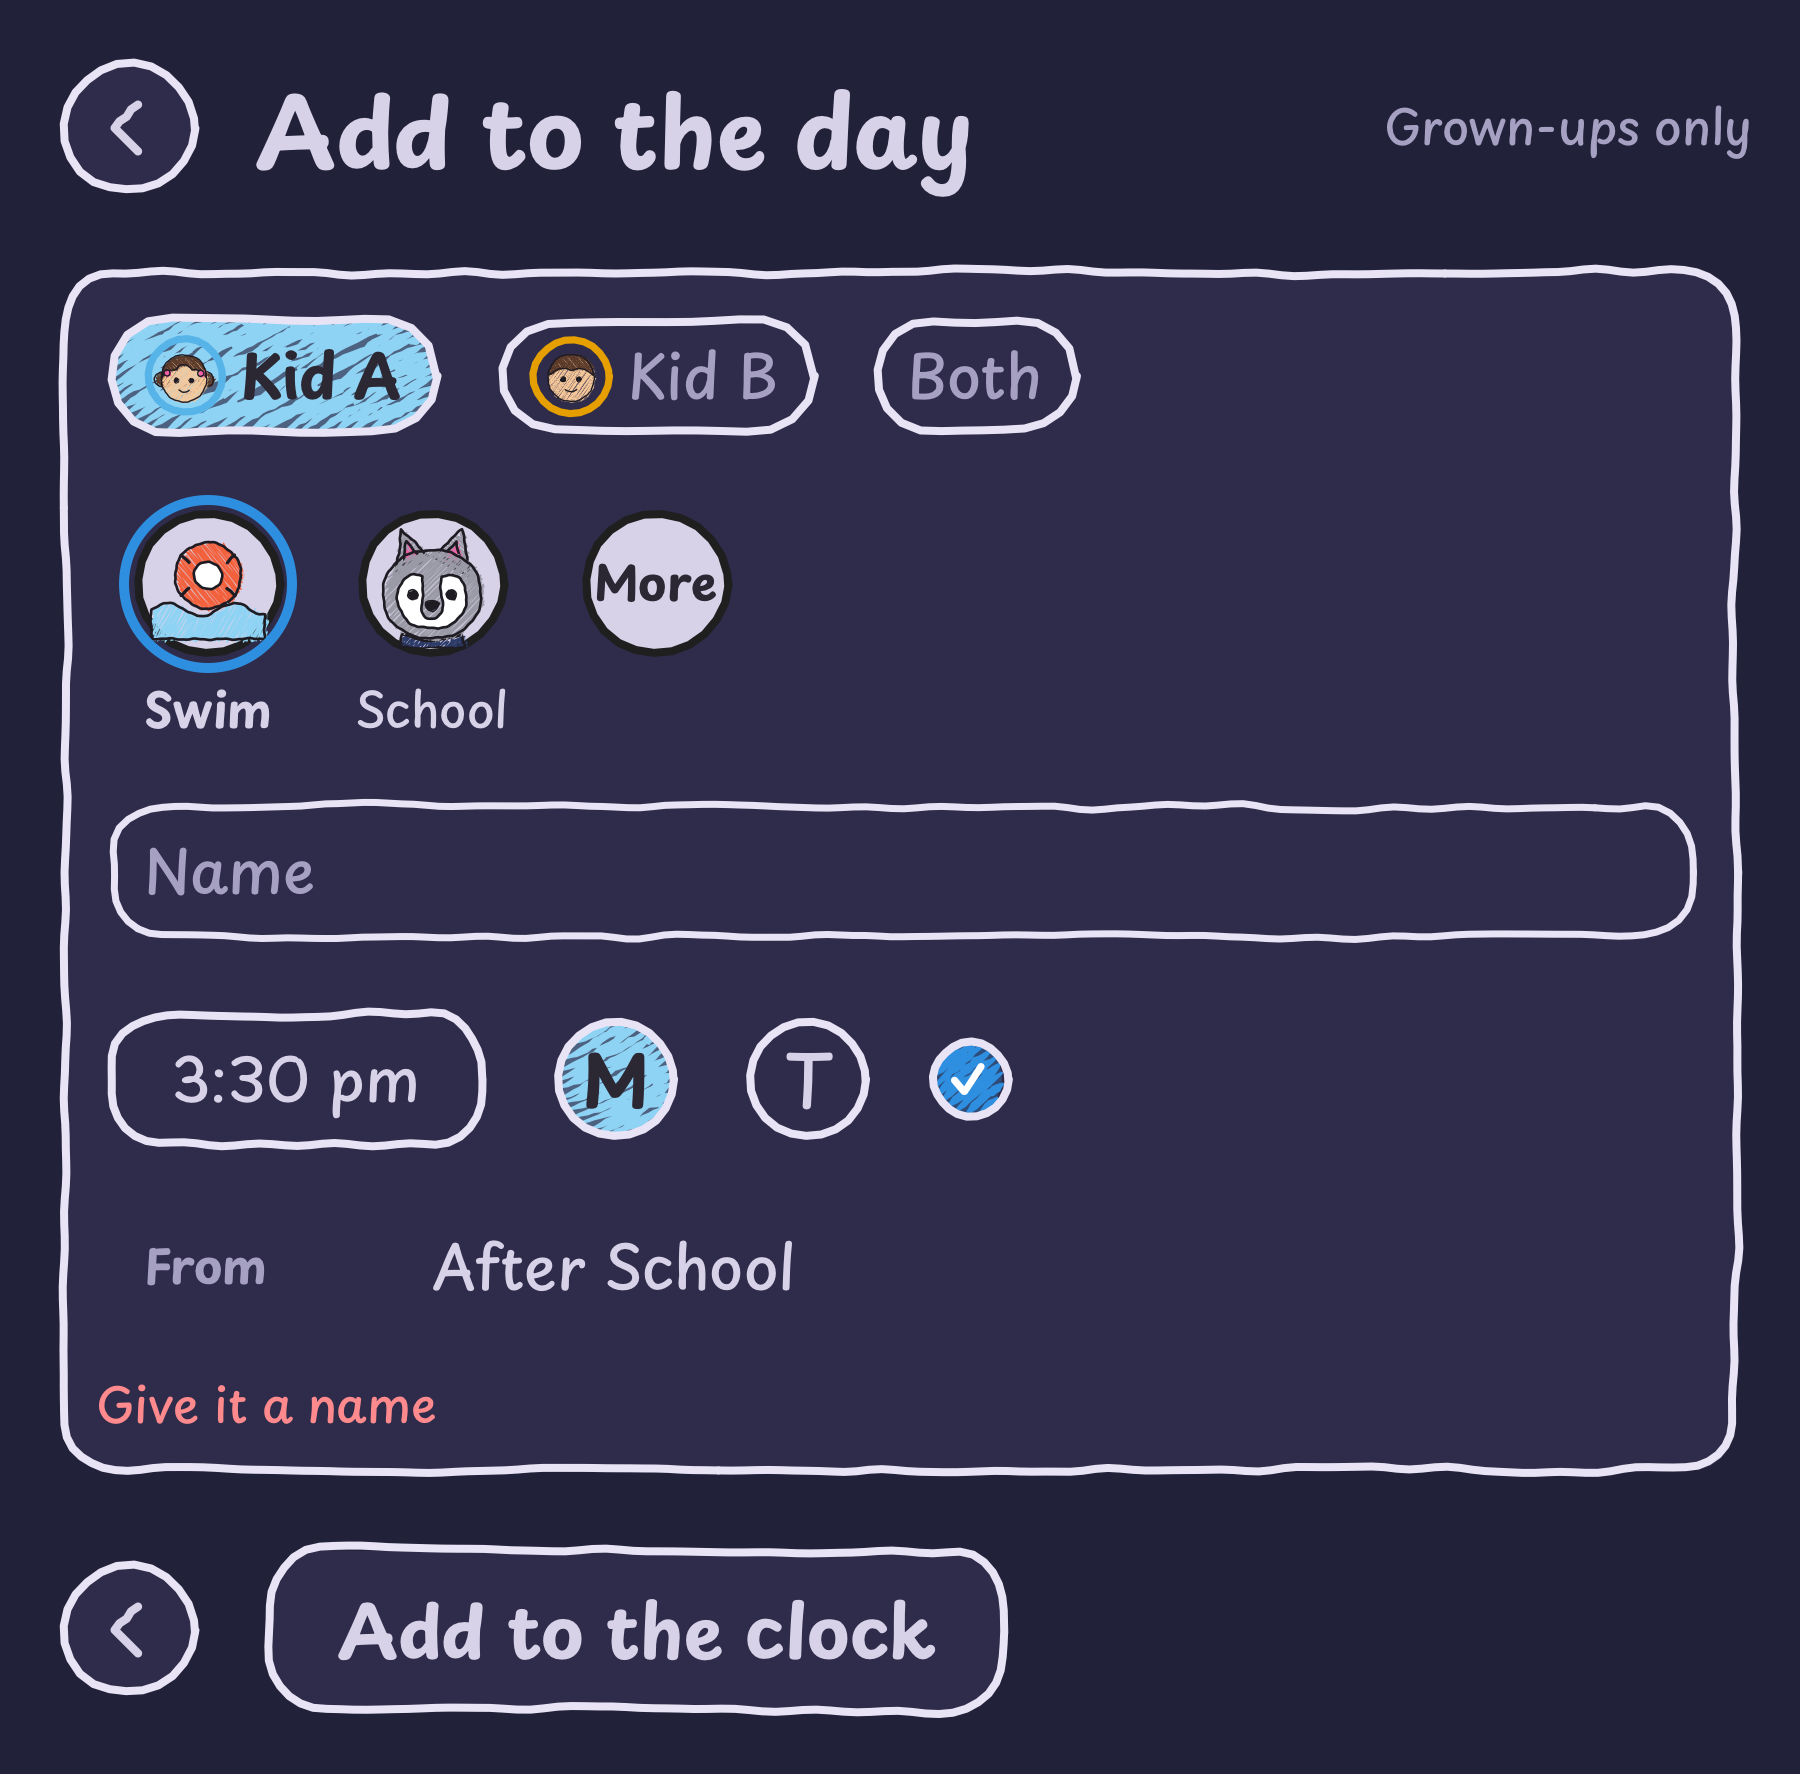 Add to the day
Grown-ups only
Kid A
Kid B
Both
More
Swim
School
Name
3:30 pm
M
T
From
After School
Give it a name
Add to the clock